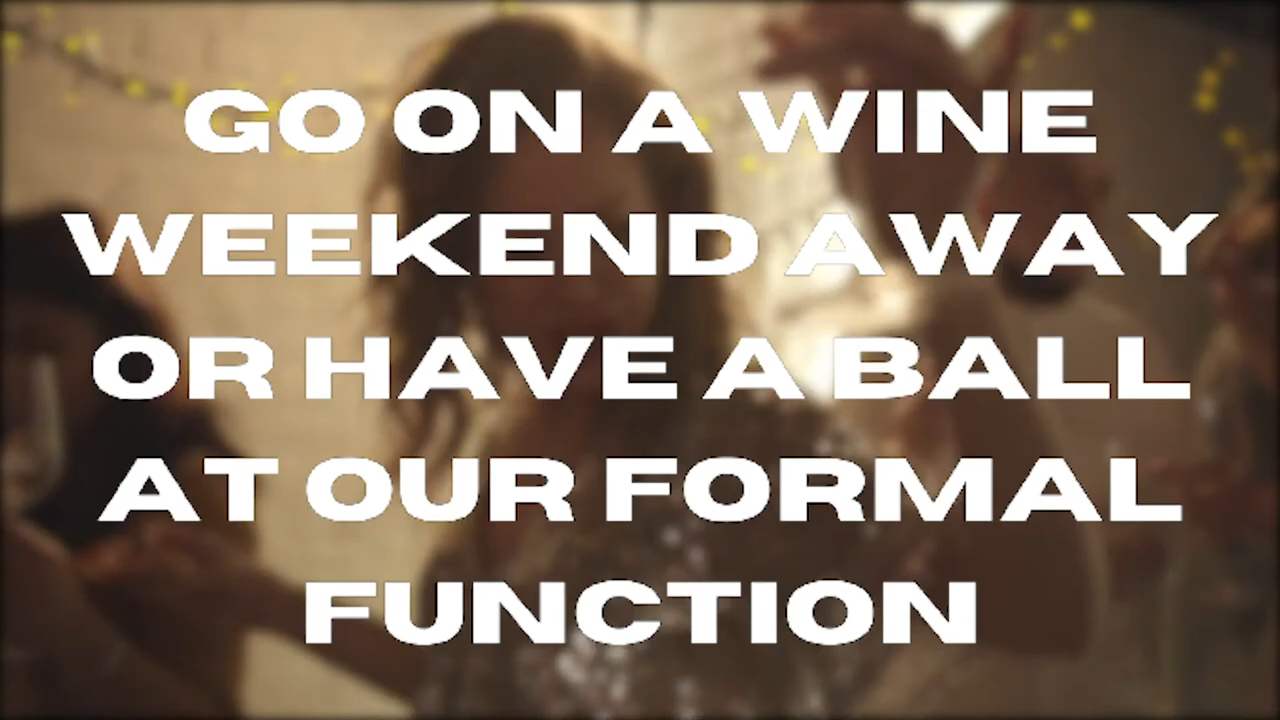 GO ON A WINE
WEEKEND AWAY
OR HAVE A BALL
AT OUR FORMAL
FUNCTION